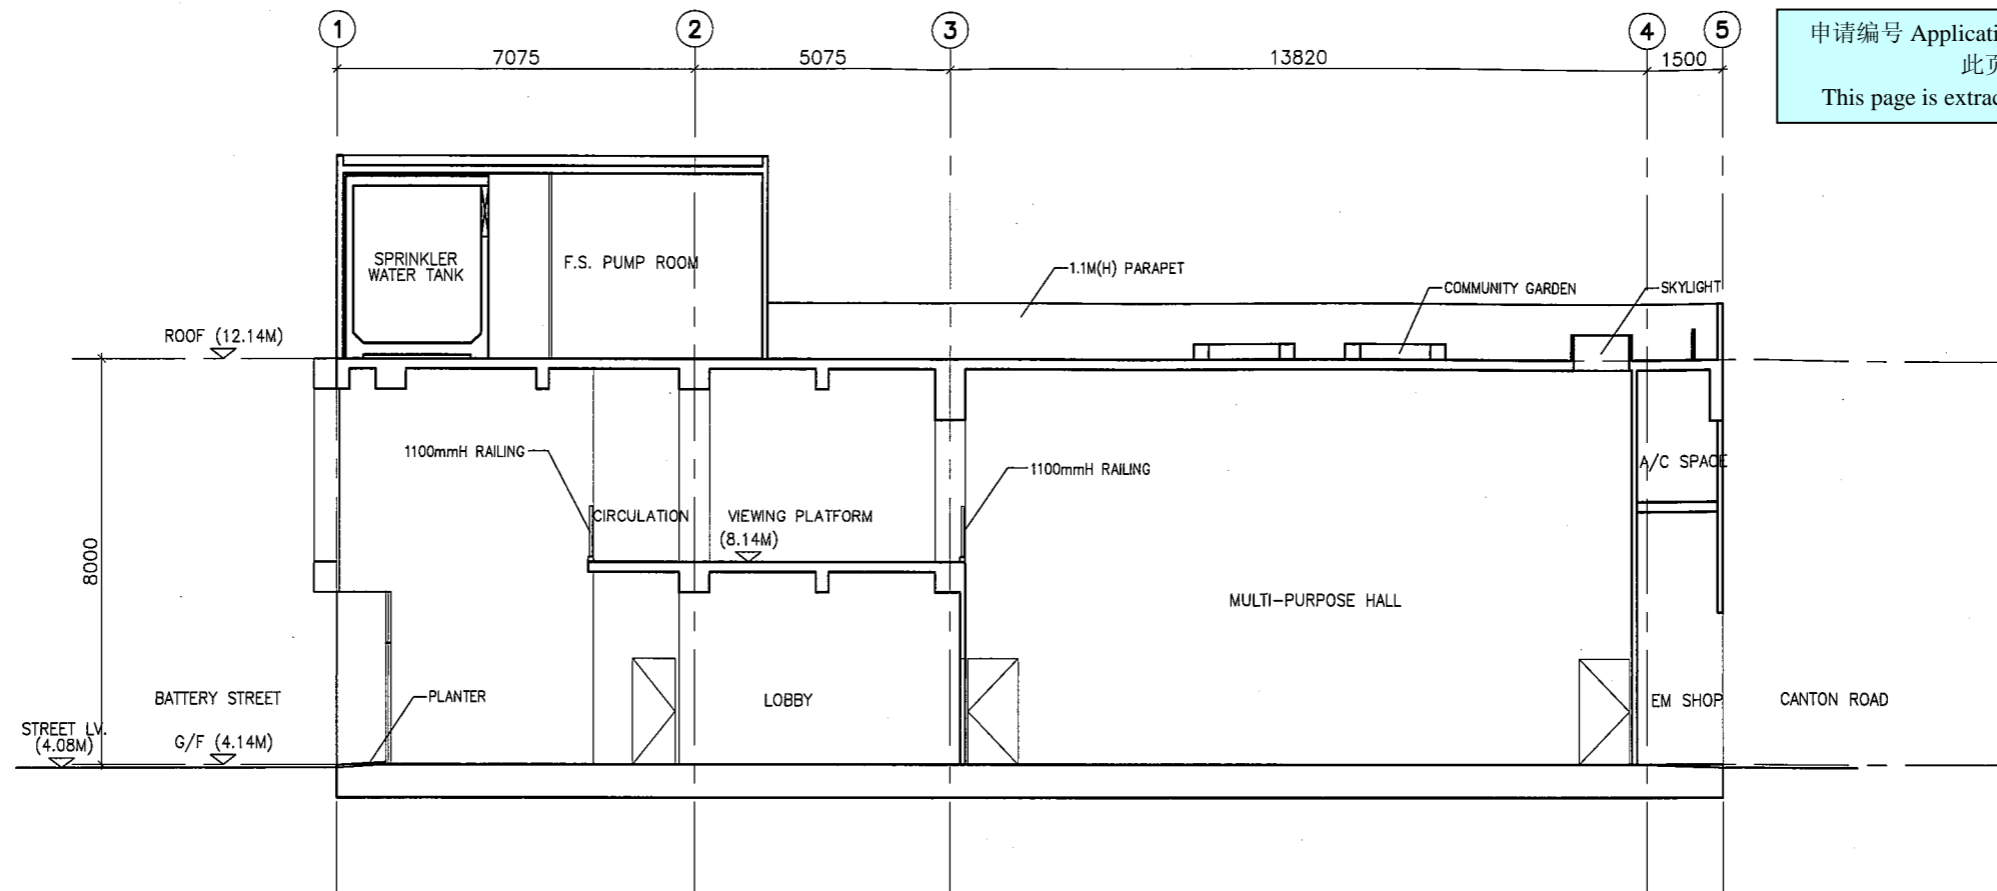 1
2
3
4
5
7075
5075
13820
1500
申请编号
此
This page is
SPRINKLER
WATER TANK
F.S. PUMP ROOM
1.1M(H) PARAPET
COMMUNITY GARDEN
SKYLIGHT
ROOF (12.14M)
1100mmH RAILING
1100mmH RAILING
A/C SPACE
CIRCULATION
VIEWING PLATFORM
(8.14M)
8000
MULTI-PURPOSE HALL
BATTERY STREET
PLANTER
LOBBY
EM SHOP
CANTON ROAD
STREET LV.
(4.08M)
G/F (4.14M)